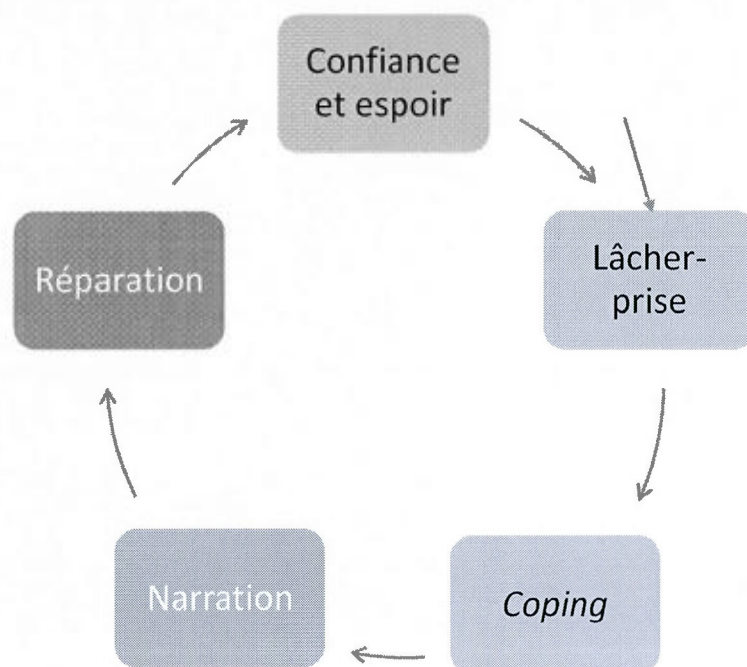 Confiance
et espoir
Lâcher-
prise
Coping
Narration
Réparation